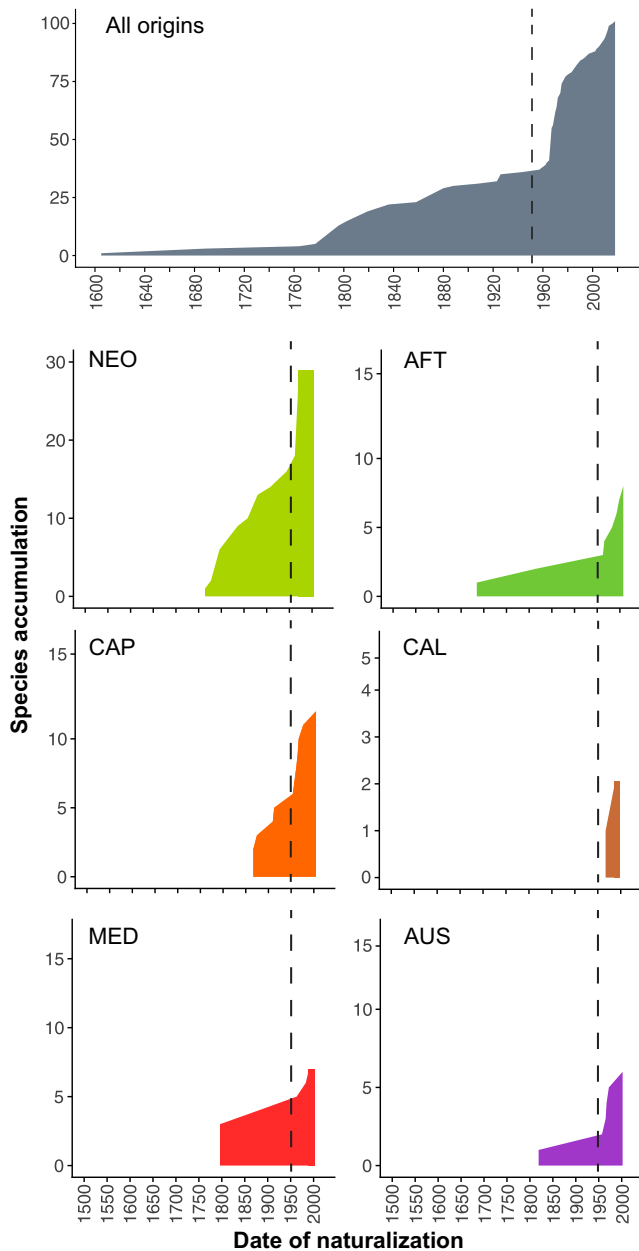 All origins
100
75
50
25
0
1600 1640 1680 1720 1760 1800 1840 1880 1920 1960 2000
Species accumulation
NEO
30
20
10
0
AFT
15
10
5
0
CAP
15
10
5
0
CAL
5
4
3
2
1
0
MED
15
10
5
0
1500 1550 1600 1650 1700 1750 1800 1850 1900 1950 2000
AUS
15
10
5
0
1500 1550 1600 1650 1700 1750 1800 1850 1900 1950 2000
Date of naturalization